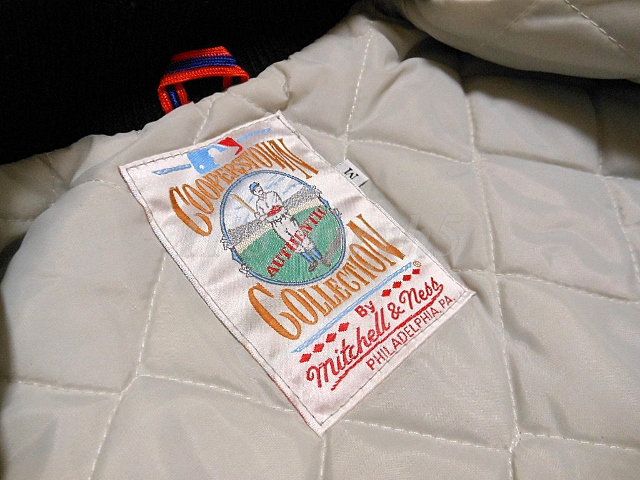 COOPERSTOWN
AUTHENTIC
COLLECTION
By
Mitchell & Ness®
PHILADELPHIA, PA.
M